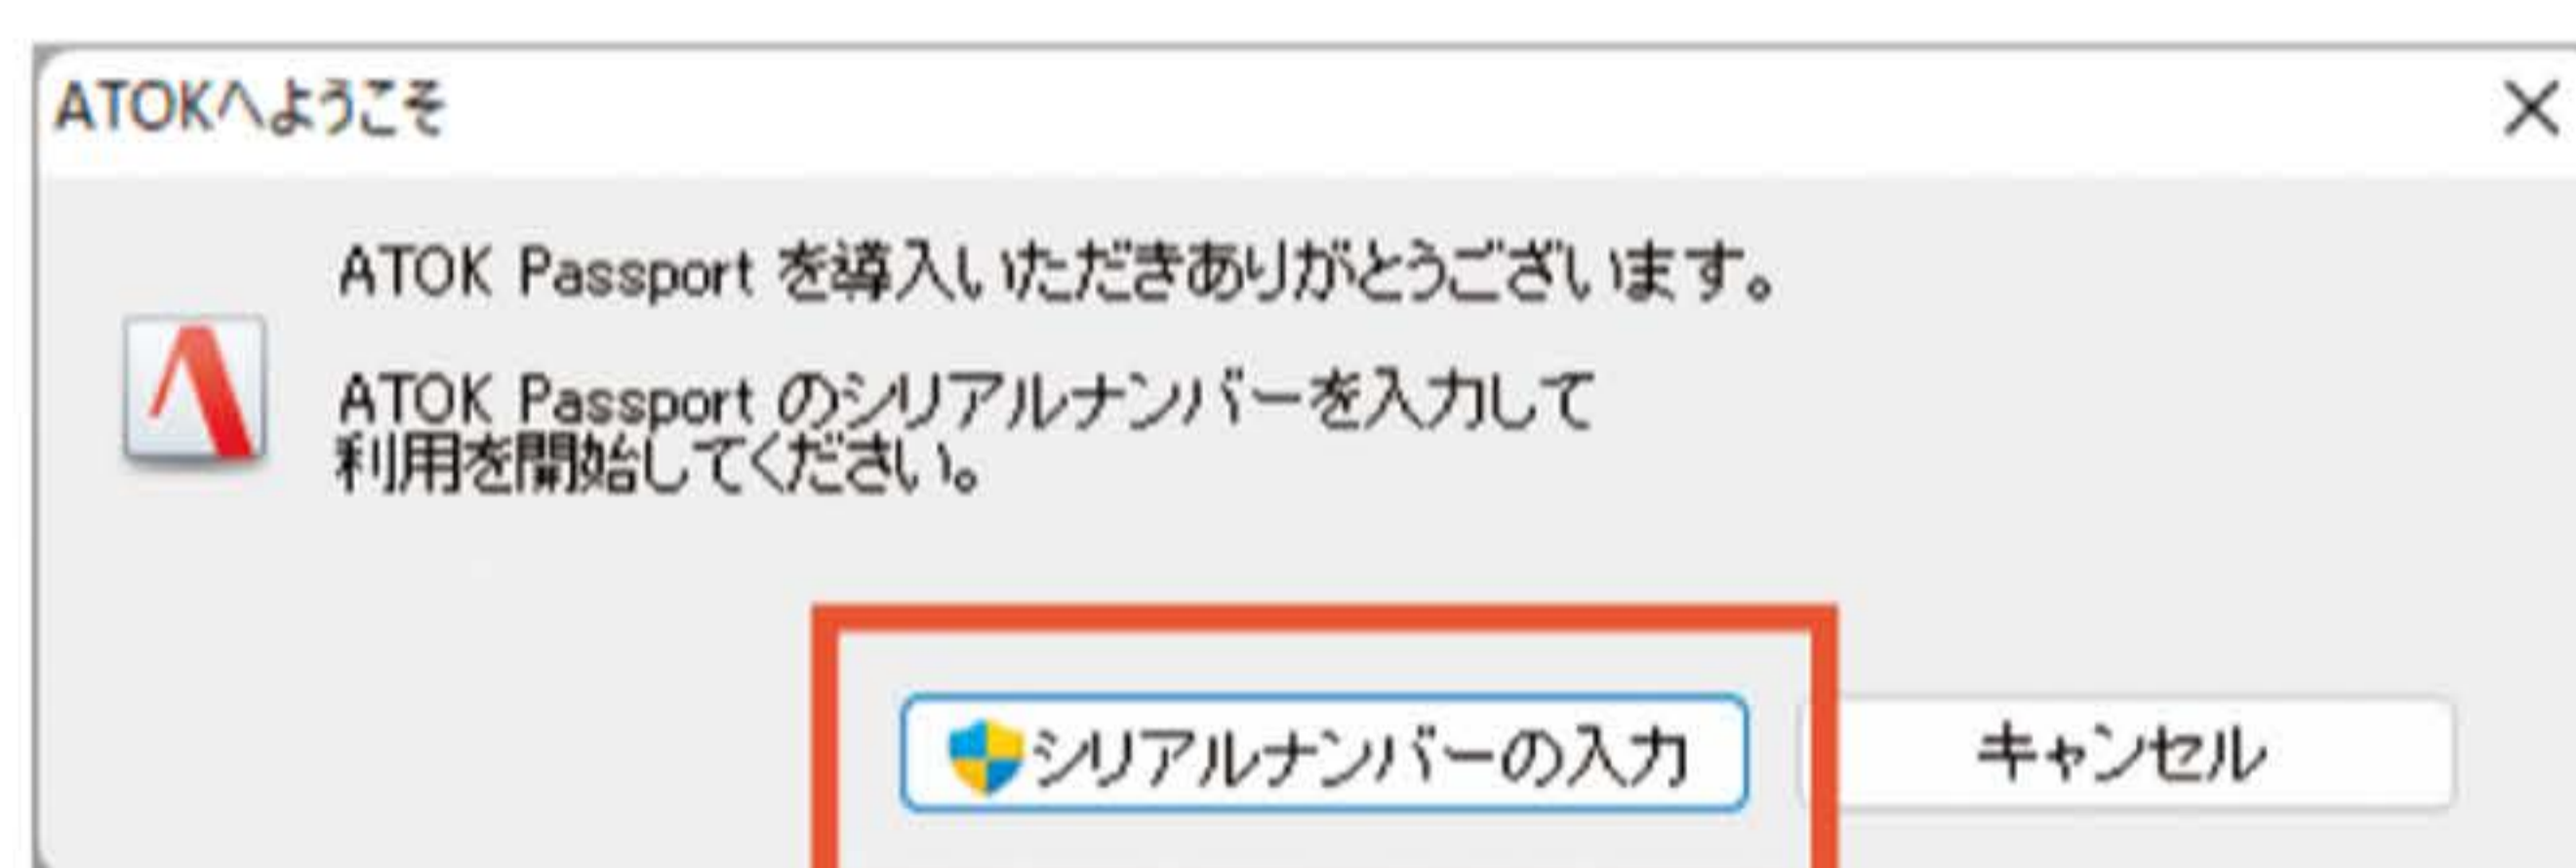 ATOKへようこそ
ATOK Passport を導入いただきありがとうございます。
ATOK Passport のシリアルナンバーを入力して
利用を開始してください。
シリアルナンバーの入力
キャンセル